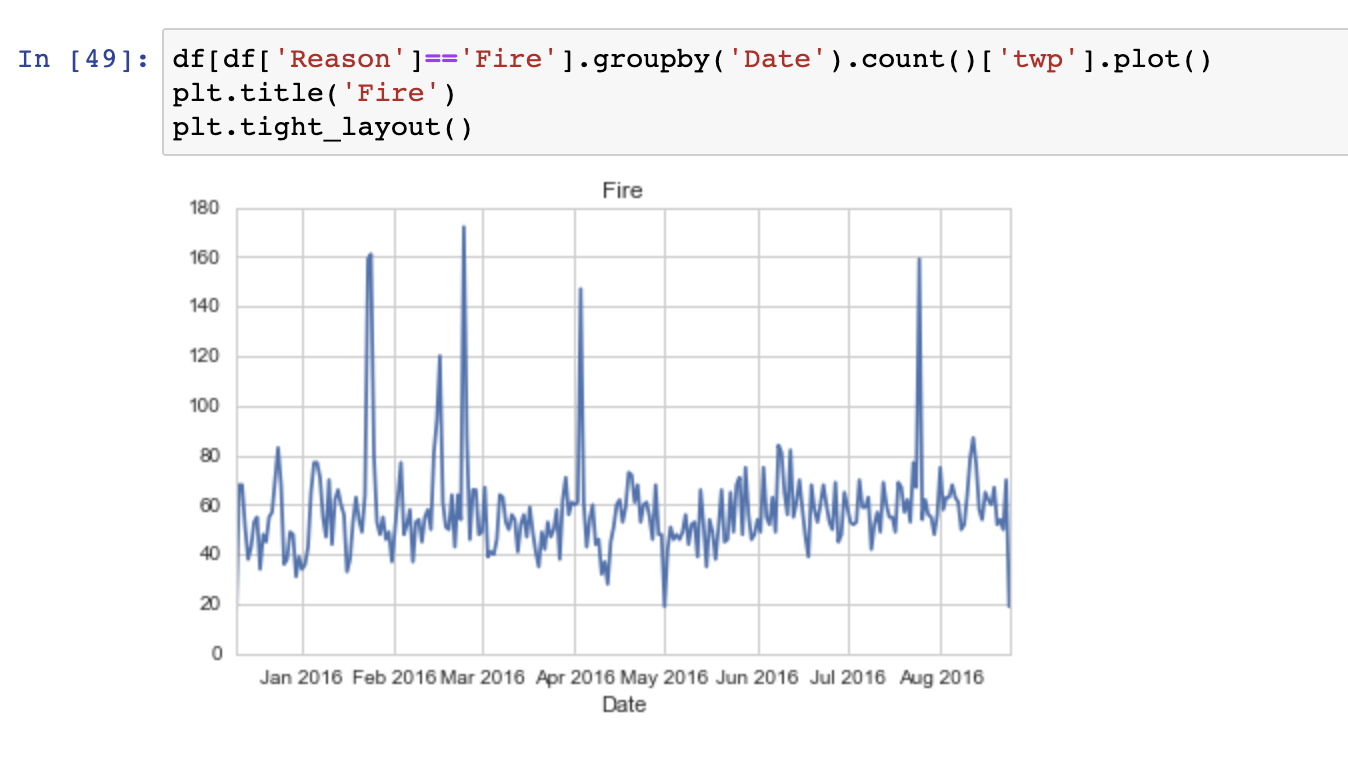 In [49]: df[df['Reason']=='Fire'].groupby('Date').count()['twp'].plot()
plt.title('Fire')
plt.tight_layout()
Fire
180
160
140
120
100
80
60
40
20
0
Jan 2016 Feb 2016 Mar 2016 Apr 2016 May 2016 Jun 2016 Jul 2016 Aug 2016
Date